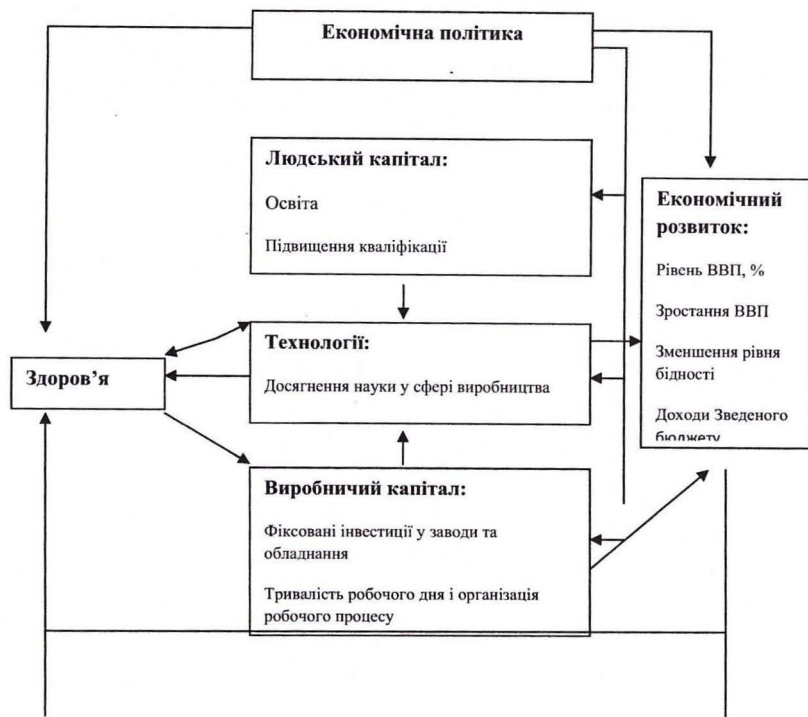 Економічна політика
Людський капітал:
Освіта
Підвищення кваліфікації
Економічний
розвиток:
Рівень ВВП, %
Зростання ВВП
Зменшення рівня
бідності
Доходи Зведеного
бюджету
Технології:
Досягнення науки у сфері виробництва
Здоров’я
Виробничий капітал:
Фіксовані інвестиції у заводи та
обладнання
Тривалість робочого дня і організація
робочого процесу